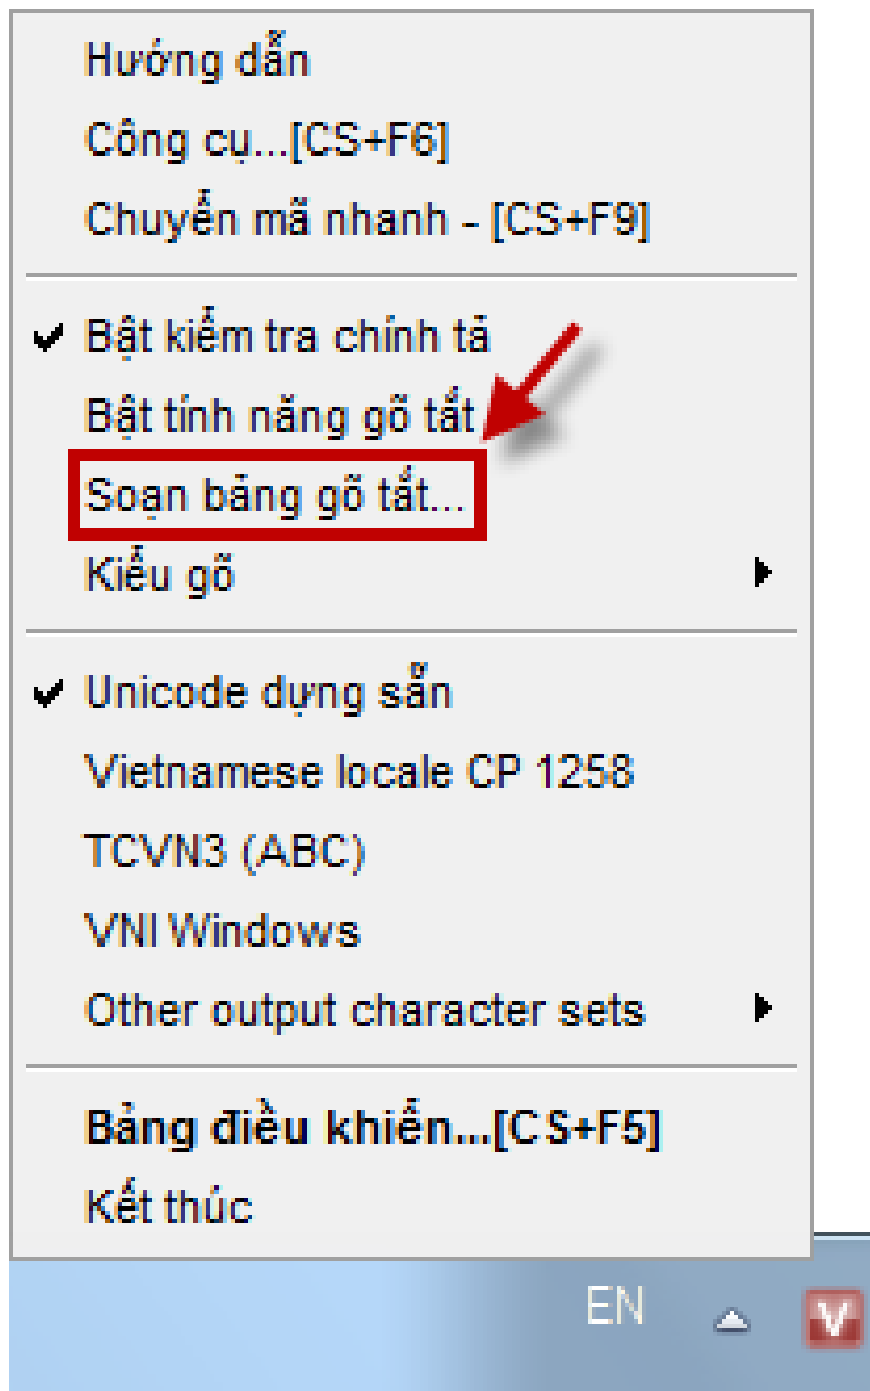 Hướng dẫn
Công cụ...[CS+F6]
Chuyển mã nhanh - [CS+F9]
Bật kiểm tra chính tả
Bật tính năng gõ tắt
Soạn bảng gõ tắt...
Kiểu gõ
Unicode dựng sẵn
Vietnamese locale CP 1258
TCVN3 (ABC)
VNI Windows
Other output character sets
Bảng điều khiển...[CS+F5]
Kết thúc
EN
V